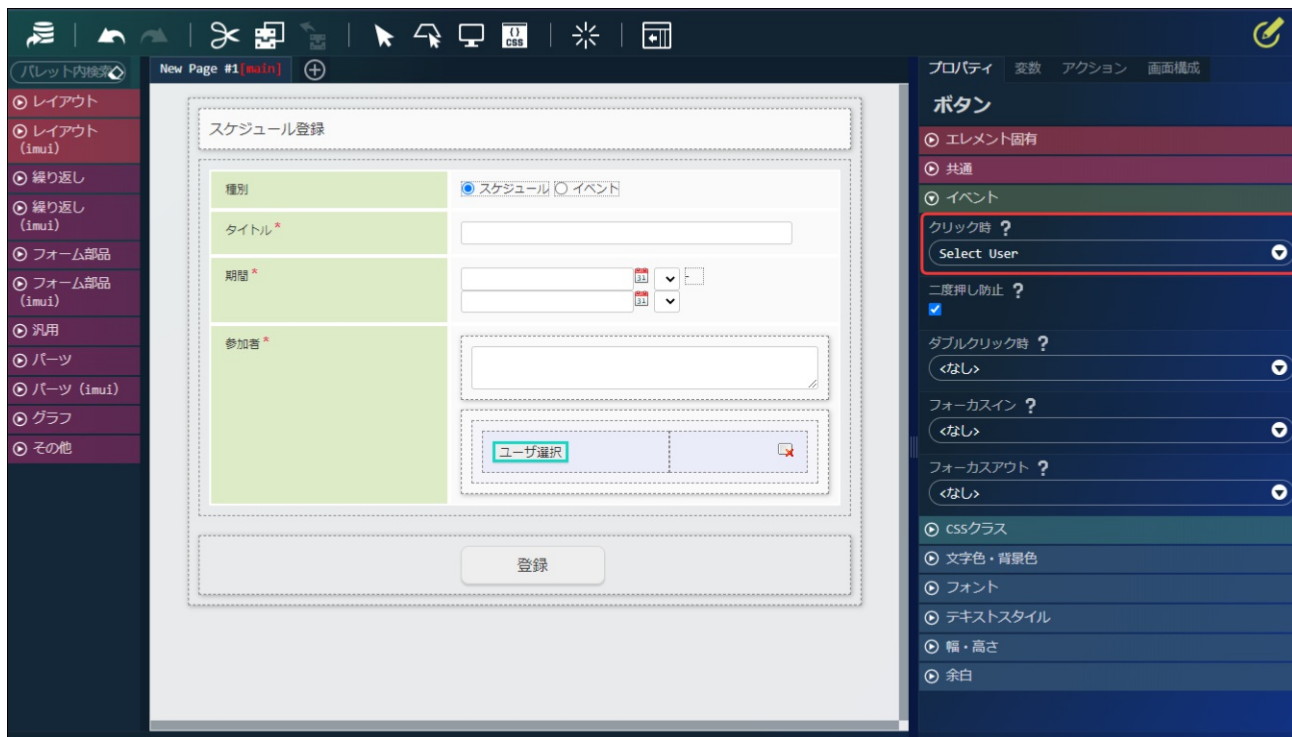 {}
CSS
パレット内検索
New Page #1[main]
プロパティ 変数 アクション 画面構成
レイアウト
レイアウト
(imui)
繰り返し
繰り返し
(imui)
フォーム部品
フォーム部品
(imui)
汎用
パーツ
パーツ (imui)
グラフ
その他
スケジュール登録
種別
スケジュール イベント
タイトル *
期間 *
31
-
31
参加者 *
ユーザ選択
登録
ボタン
エレメント固有
共通
イベント
クリック時 ?
Select User
二度押し防止 ?
ダブルクリック時 ?
<なし>
フォーカスイン ?
<なし>
フォーカスアウト ?
<なし>
CSSクラス
文字色・背景色
フォント
テキストスタイル
幅・高さ
余白